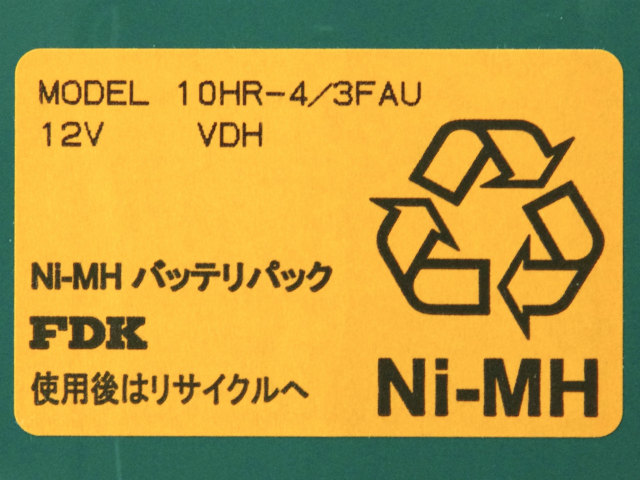 MODEL 10HR-4/3FAU
12V VDH
Ni-MH バッテリパック
FDK
使用後はリサイクルへ
Ni-MH